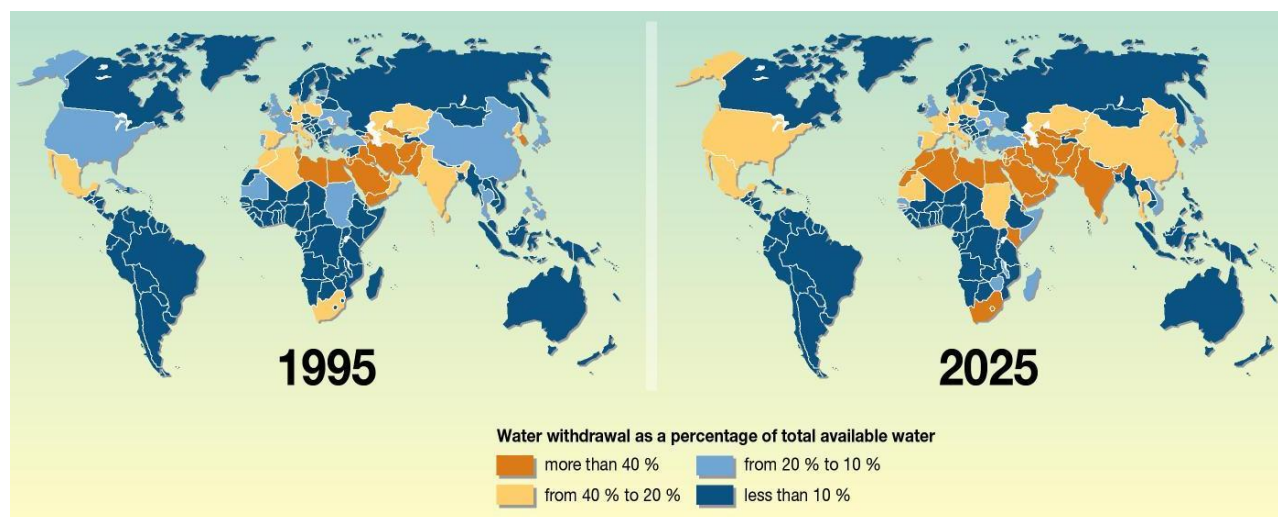 1995
2025
Water withdrawal as a percentage of total available water
more than 40 %
from 20 % to 10 %
from 40 % to 20 %
less than 10 %